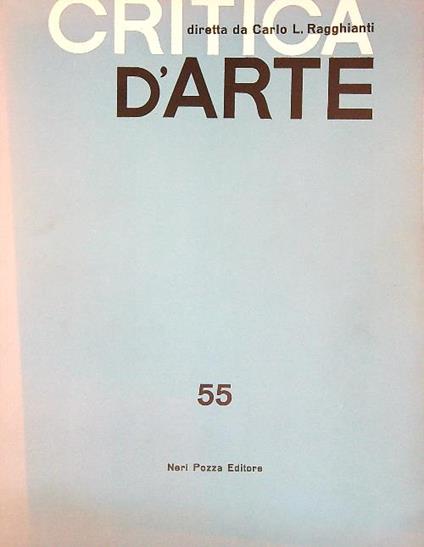 CRITICA
diretta da Carlo L. Ragghianti
D'ARTE
55
Neri Pozza Editore